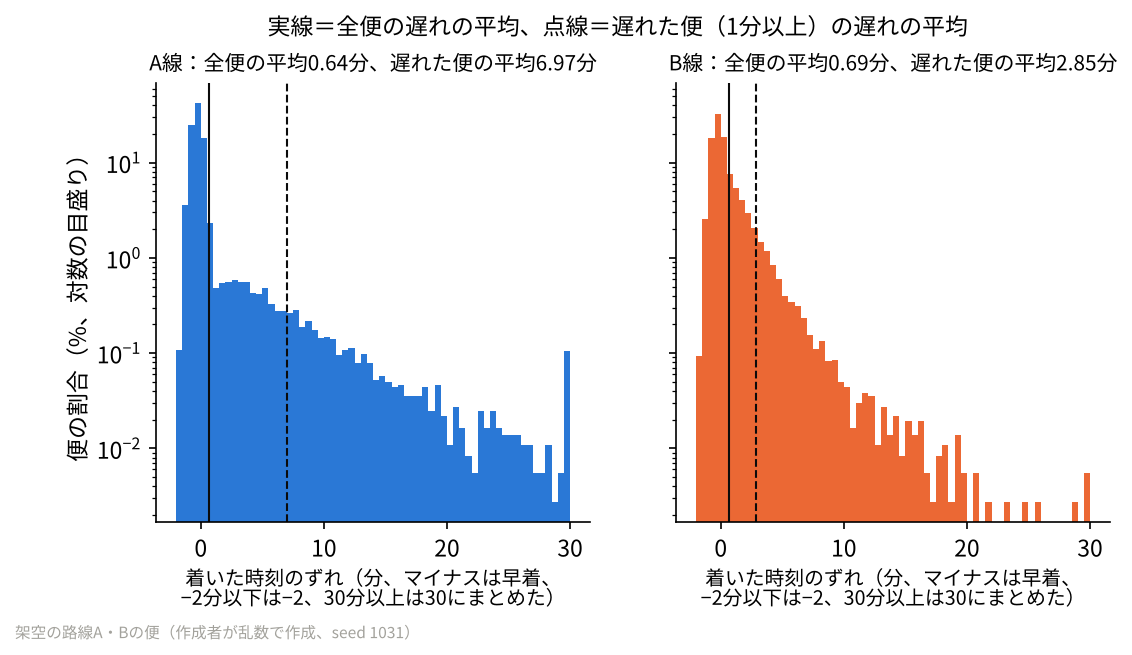 実線＝全便の遅れの平均、点線＝遅れた便（1分以上）の遅れの平均
A線：全便の平均0.64分、遅れた便の平均6.97分
B線：全便の平均0.69分、遅れた便の平均2.85分
便の割合（%、対数の目盛り）
10¹
10⁰
10⁻¹
10⁻²
0 10 20 30
0 10 20 30
着いた時刻のずれ（分、マイナスは早着、
−2分以下は−2、30分以上は30にまとめた）
着いた時刻のずれ（分、マイナスは早着、
−2分以下は−2、30分以上は30にまとめた）
架空の路線A・Bの便（作成者が乱数で作成、seed 1031）